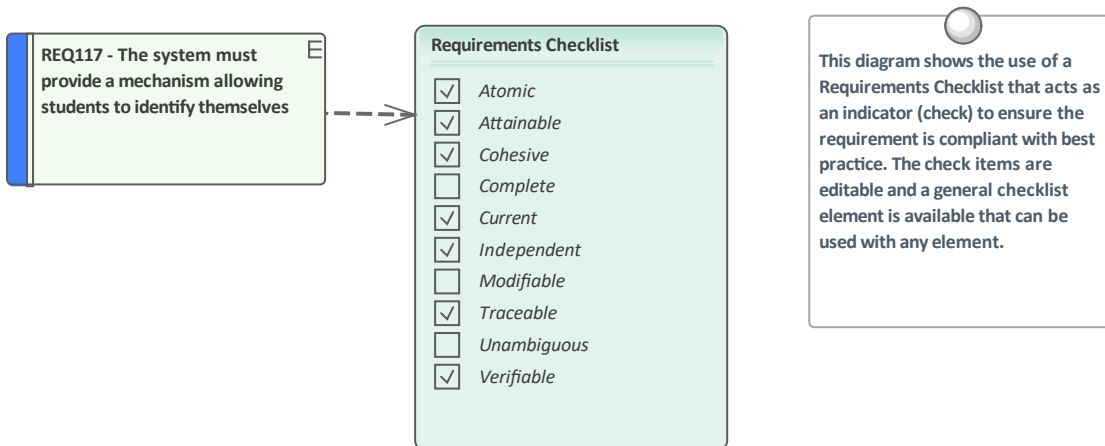 REQ117 - The system must
provide a mechanism allowing
students to identify themselves
E
Requirements Checklist
Atomic
Attainable
Cohesive
Complete
Current
Independent
Modifiable
Traceable
Unambiguous
Verifiable
This diagram shows the use of a
Requirements Checklist that acts as
an indicator (check) to ensure the
requirement is compliant with best
practice. The check items are
editable and a general checklist
element is available that can be
used with any element.